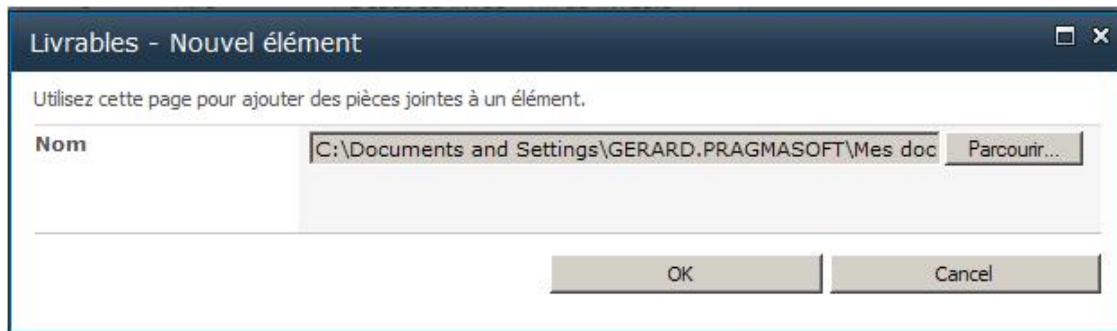 Livrables - Nouvel élément
Utilisez cette page pour ajouter des pièces jointes à un élément.
Nom
C:\Documents and Settings\GERARD.PRAGMASOFT\Mes doc
Parcourir...
OK
Cancel